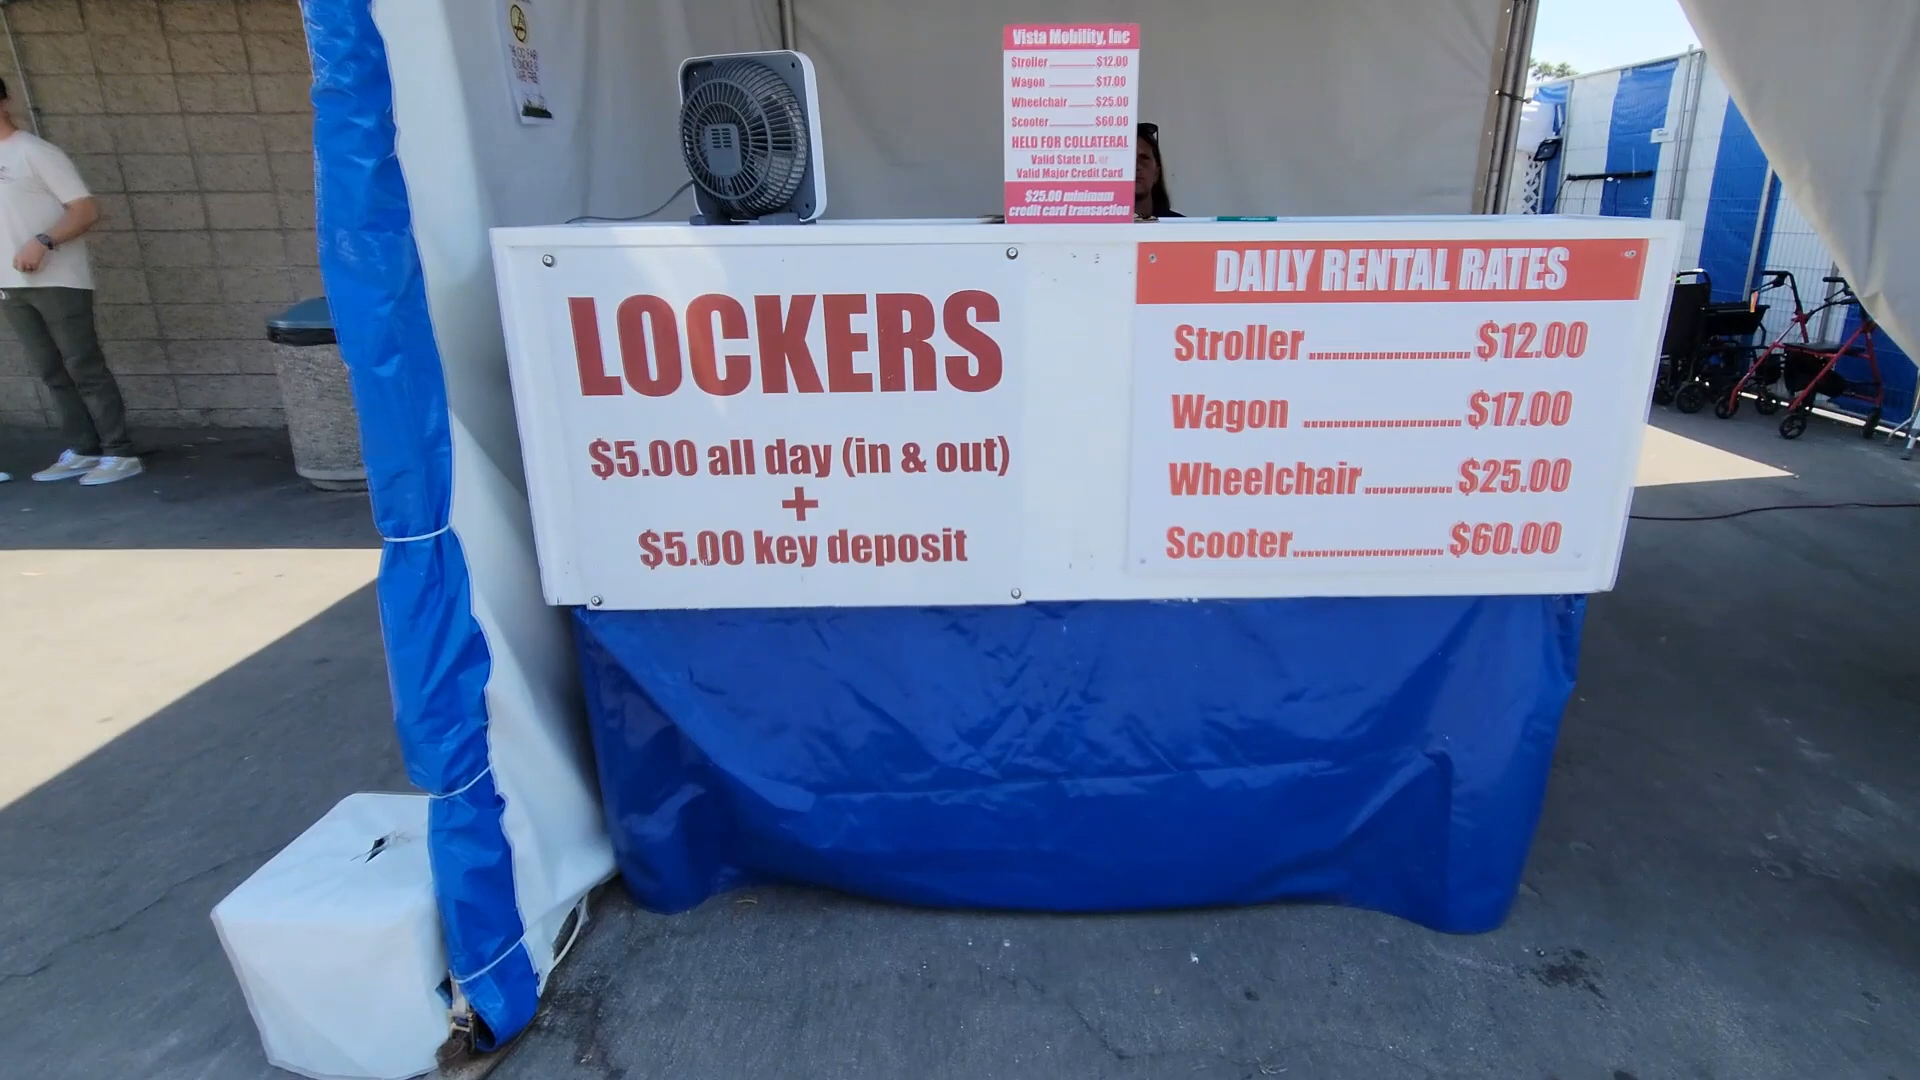 Vista Mobility, Inc
Stroller..............$12.00
Wagon ..............$17.00
Wheelchair........$25.00
Scooter..............$60.00
HELD FOR COLLATERAL
Valid State I.D. or
Valid Major Credit Card
$25.00 minimum
credit card transaction
LOCKERS
$5.00 all day (in & out)
+
$5.00 key deposit
DAILY RENTAL RATES
Stroller......................$12.00
Wagon .....................$17.00
Wheelchair............$25.00
Scooter.....................$60.00